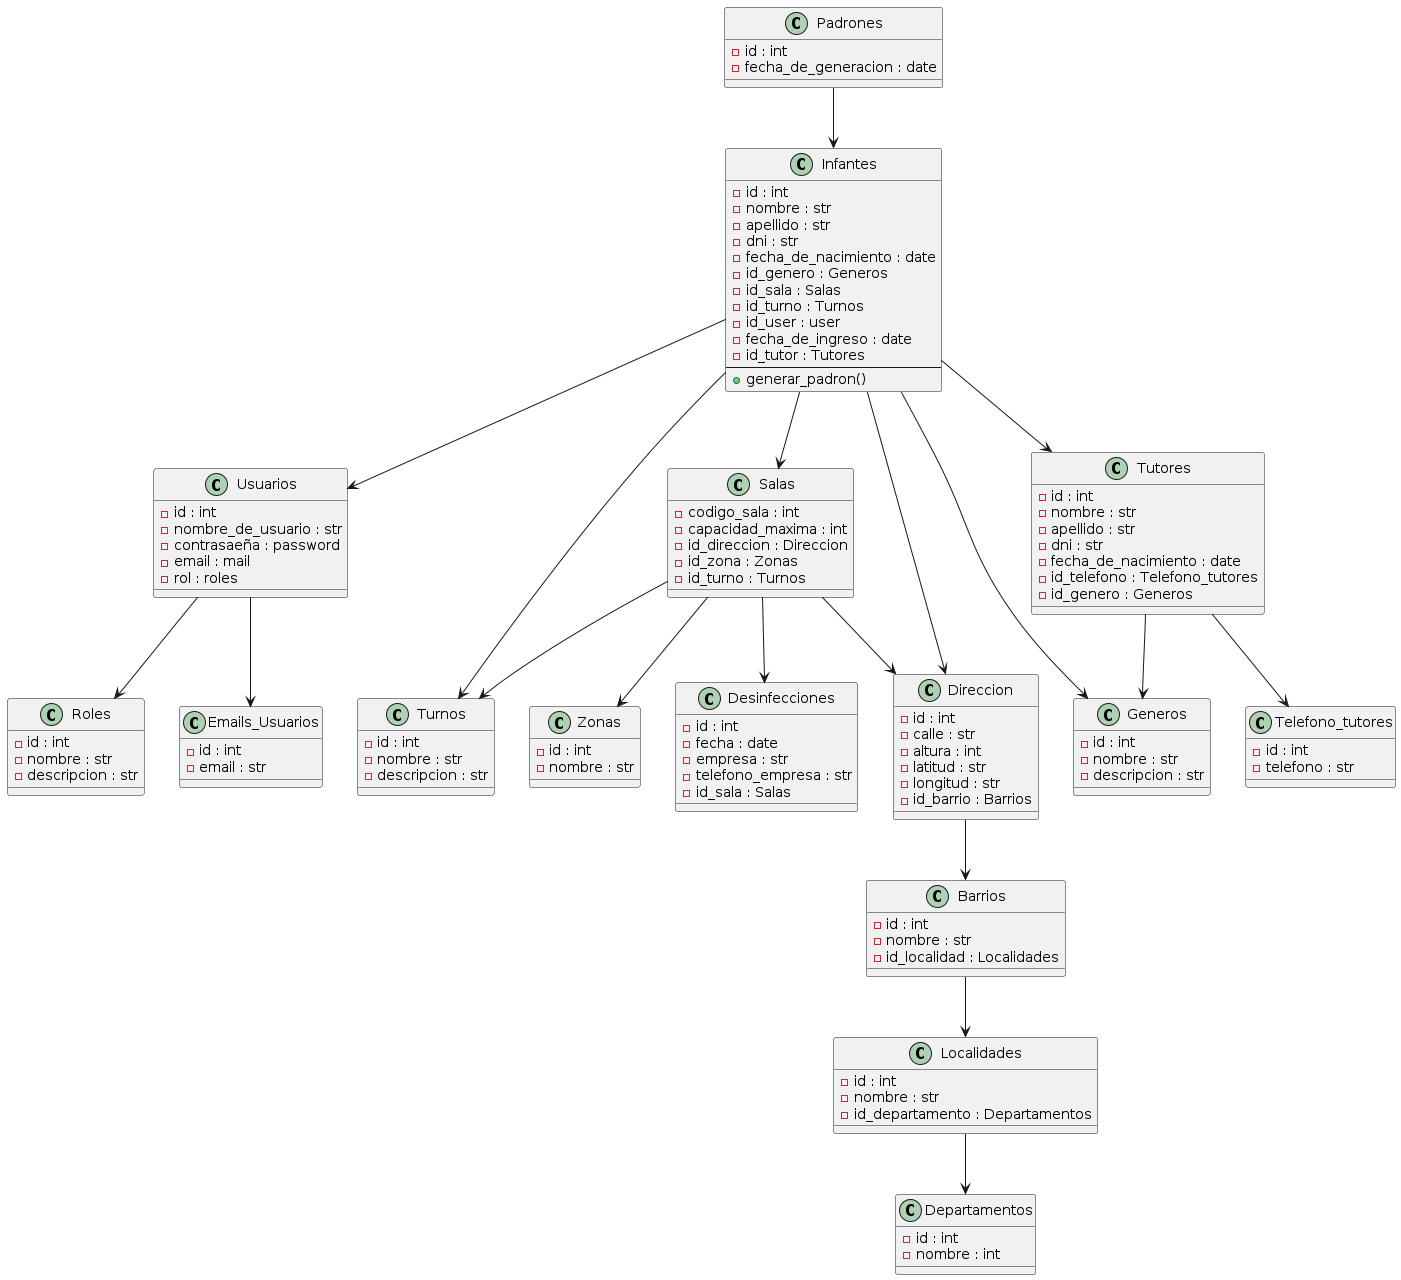 Padrones
id : int
fecha_de_generacion : date
Infantes
id : int
nombre : str
apellido : str
dni : str
fecha_de_nacimiento : date
id_genero : Generos
id_sala : Salas
id_turno : Turnos
id_user : user
fecha_de_ingreso : date
id_tutor : Tutores
generar_padron()
Usuarios
id : int
nombre_de_usuario : str
contrasaeña : password
email : mail
rol : roles
Salas
codigo_sala : int
capacidad_maxima : int
id_direccion : Direccion
id_zona : Zonas
id_turno : Turnos
Tutores
id : int
nombre : str
apellido : str
dni : str
fecha_de_nacimiento : date
id_telefono : Telefono_tutores
id_genero : Generos
Roles
id : int
nombre : str
descripcion : str
Emails_Usuarios
id : int
email : str
Turnos
id : int
nombre : str
descripcion : str
Zonas
id : int
nombre : str
Desinfecciones
id : int
fecha : date
empresa : str
telefono_empresa : str
id_sala : Salas
Direccion
id : int
calle : str
altura : int
latitud : str
longitud : str
id_barrio : Barrios
Generos
id : int
nombre : str
descripcion : str
Telefono_tutores
id : int
telefono : str
Barrios
id : int
nombre : str
id_localidad : Localidades
Localidades
id : int
nombre : str
id_departamento : Departamentos
Departamentos
id : int
nombre : int